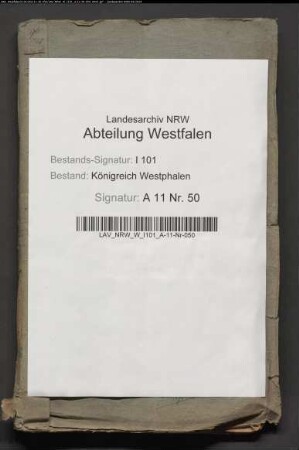 Landesarchiv NRW
Abteilung Westfalen
Bestands-Signatur: I 101
Bestand: Königreich Westphalen
Signatur: A 11 Nr. 50
LAV_NRW_W_I101_A-11-Nr-050